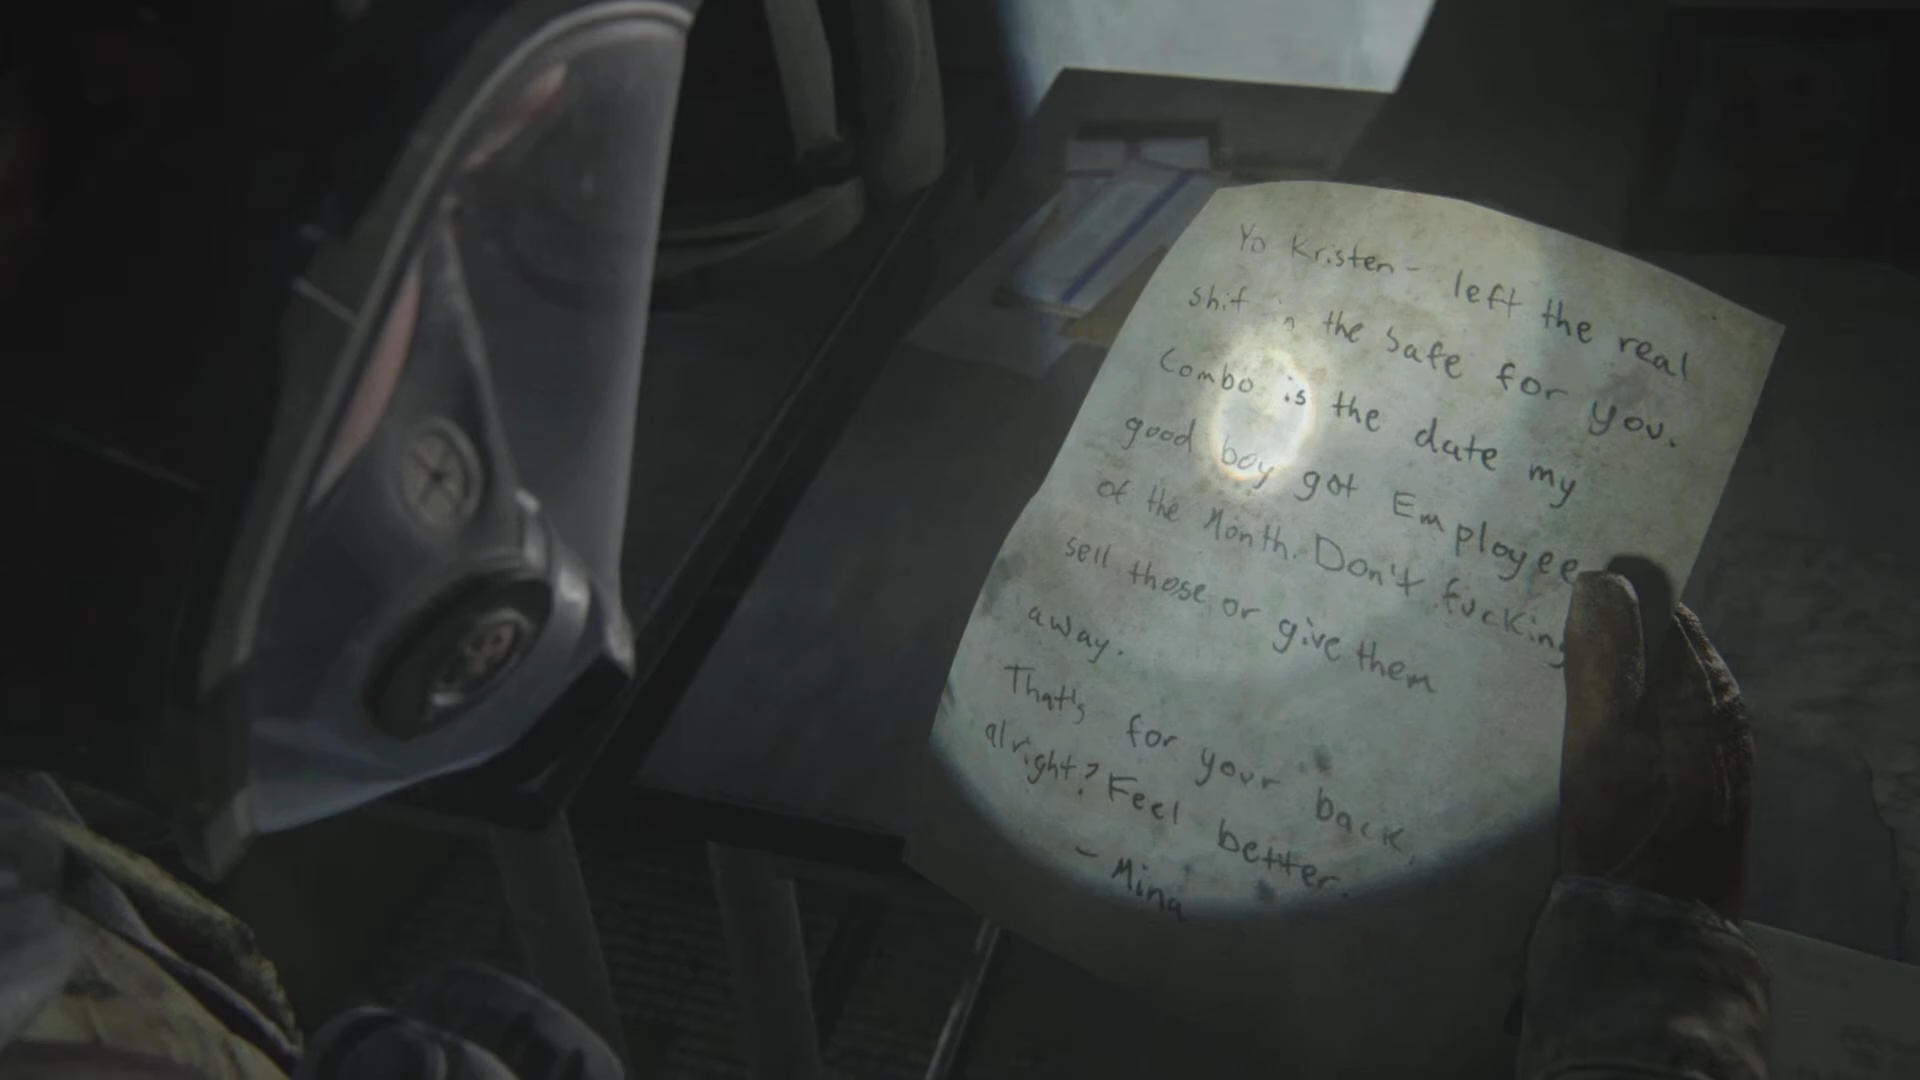 Yo Kristen - left the real
shit in the safe for you.
Combo is the date my
good boy got Employee
of the Month. Don't fucking
sell those or give them
away.
That's for your back,
alright? Feel better.
- Mina